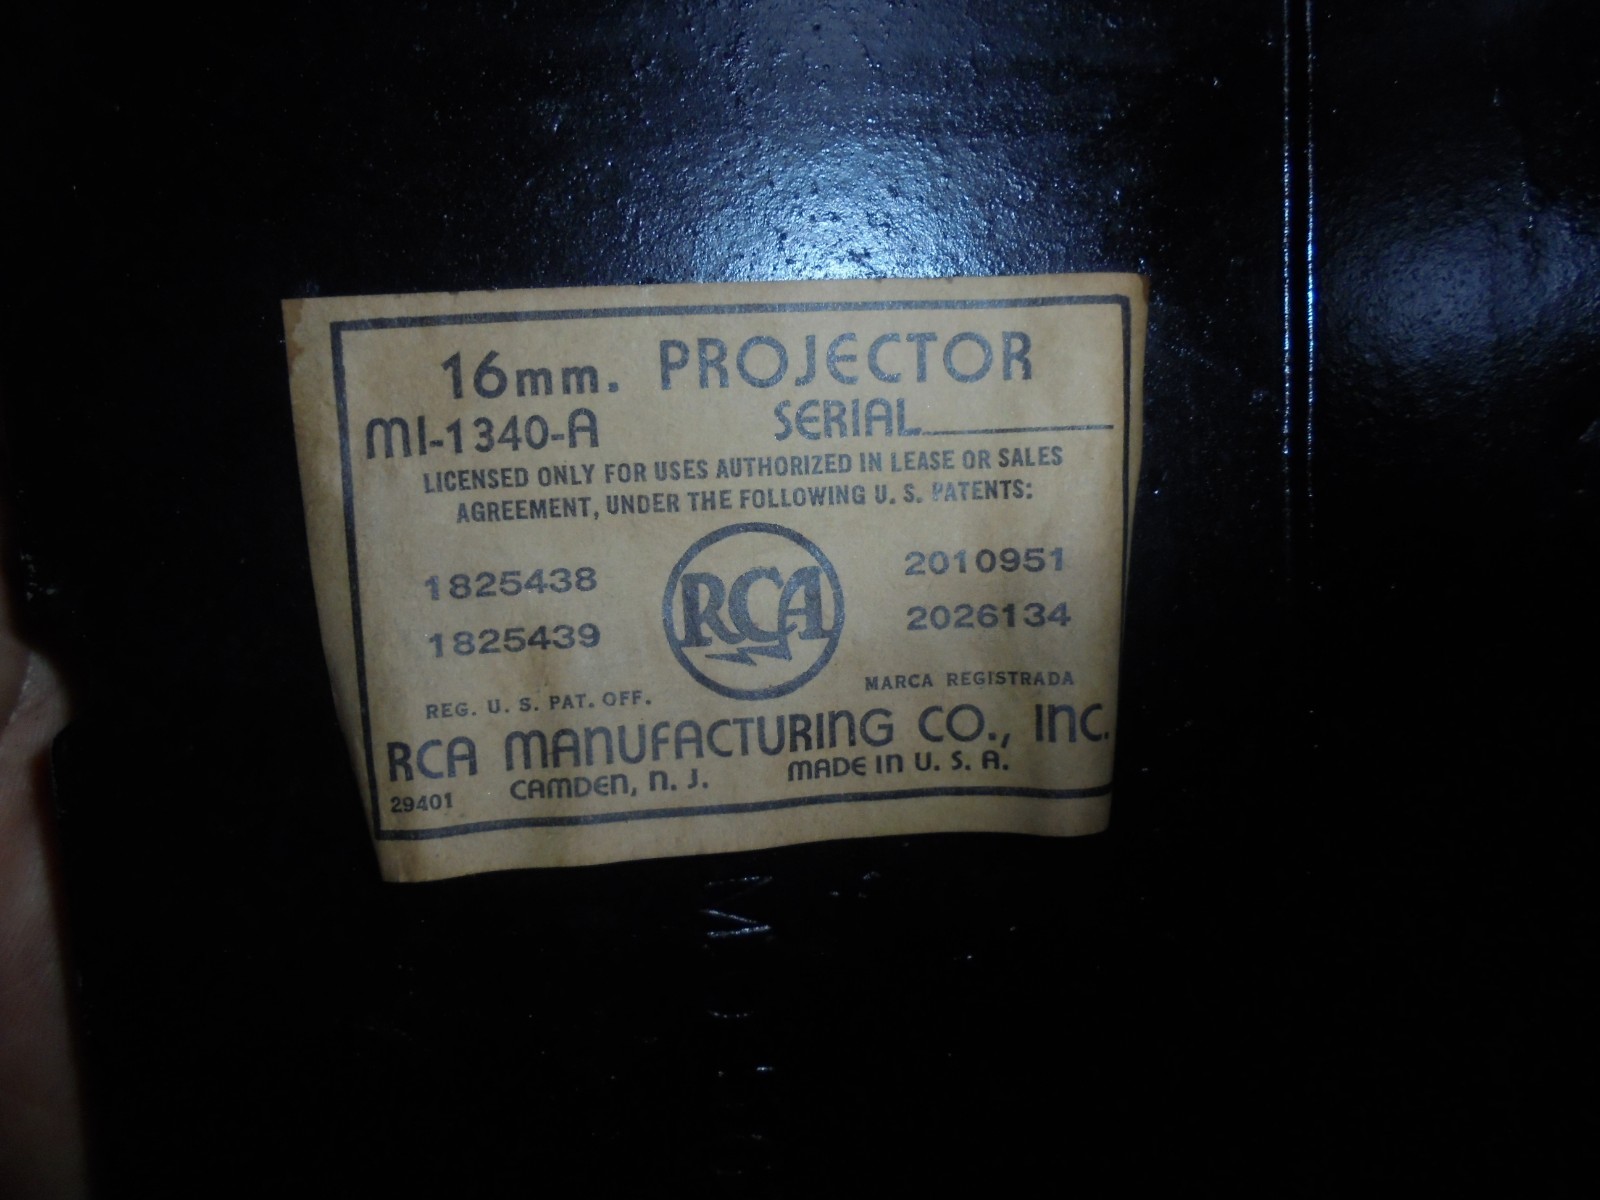 16mm. PROJECTOR
MI-1340-A SERIAL
LICENSED ONLY FOR USES AUTHORIZED IN LEASE OR SALES
AGREEMENT, UNDER THE FOLLOWING U. S. PATENTS:
1825438 2010951
RCA
1825439 2026134
REG. U. S. PAT. OFF. MARCA REGISTRADA
RCA MANUFACTURING CO., INC.
29401 CAMDEN, N. J. MADE IN U. S. A.